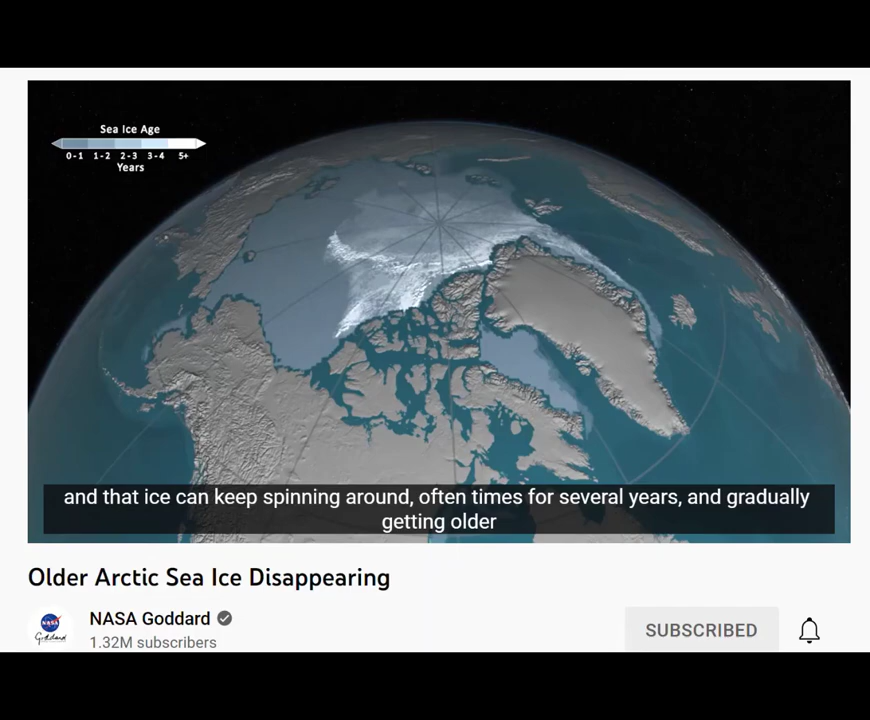 Sea Ice Age
0-1 1-2 2-3 3-4 5+
Years
and that ice can keep spinning around, often times for several years, and gradually
getting older
Older Arctic Sea Ice Disappearing
NASA
Goddard
NASA Goddard
1.32M subscribers
SUBSCRIBED